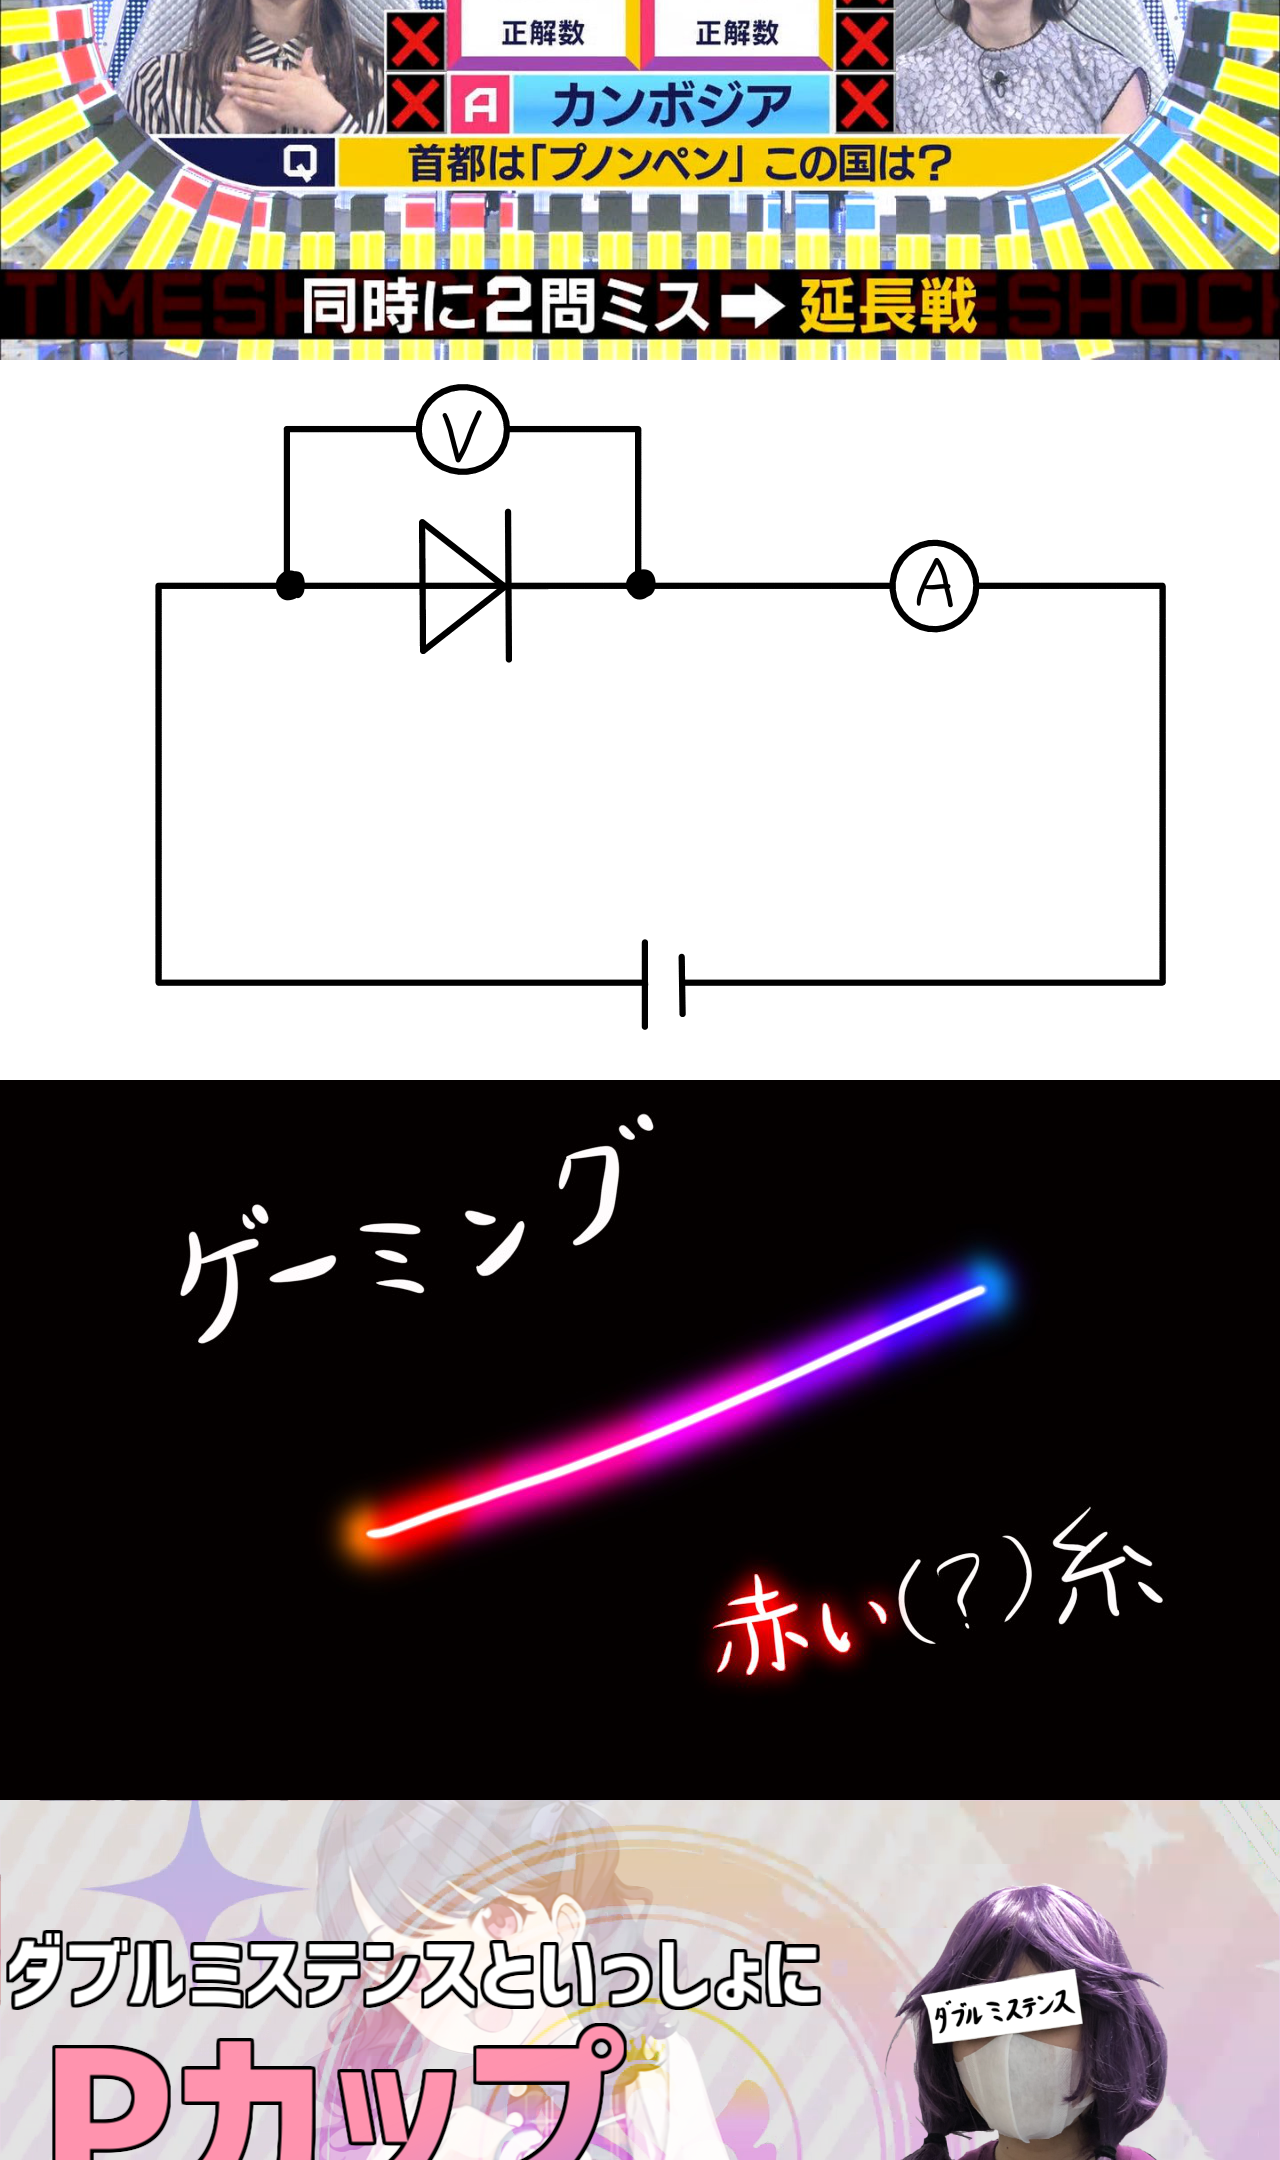 正解数 正解数
A カンボジア
Q 首都は「プノンペン」この国は?
TIMESHOCK
同時に2問ミス➡延長戦
V
A
ゲーミング
赤い(?)糸
ダブルミステンスといっしょに
ダブルミステンス
Pカップ